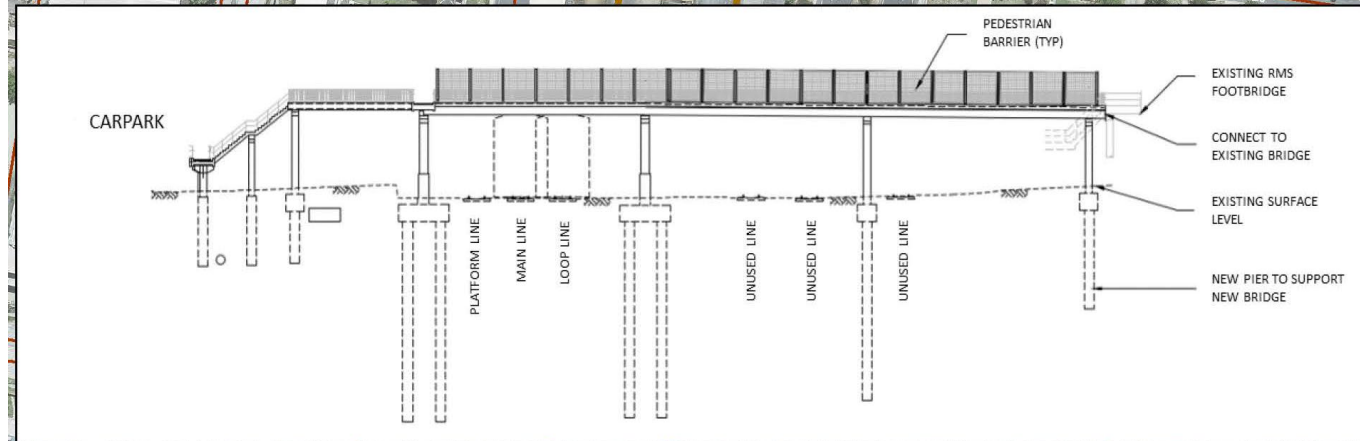 PEDESTRIAN
BARRIER (TYP)
EXISTING RMS
FOOTBRIDGE
CARPARK
CONNECT TO
EXISTING BRIDGE
EXISTING SURFACE
LEVEL
PLATFORM LINE
MAIN LINE
LOOP LINE
UNUSED LINE
UNUSED LINE
UNUSED LINE
NEW PIER TO SUPPORT
NEW BRIDGE